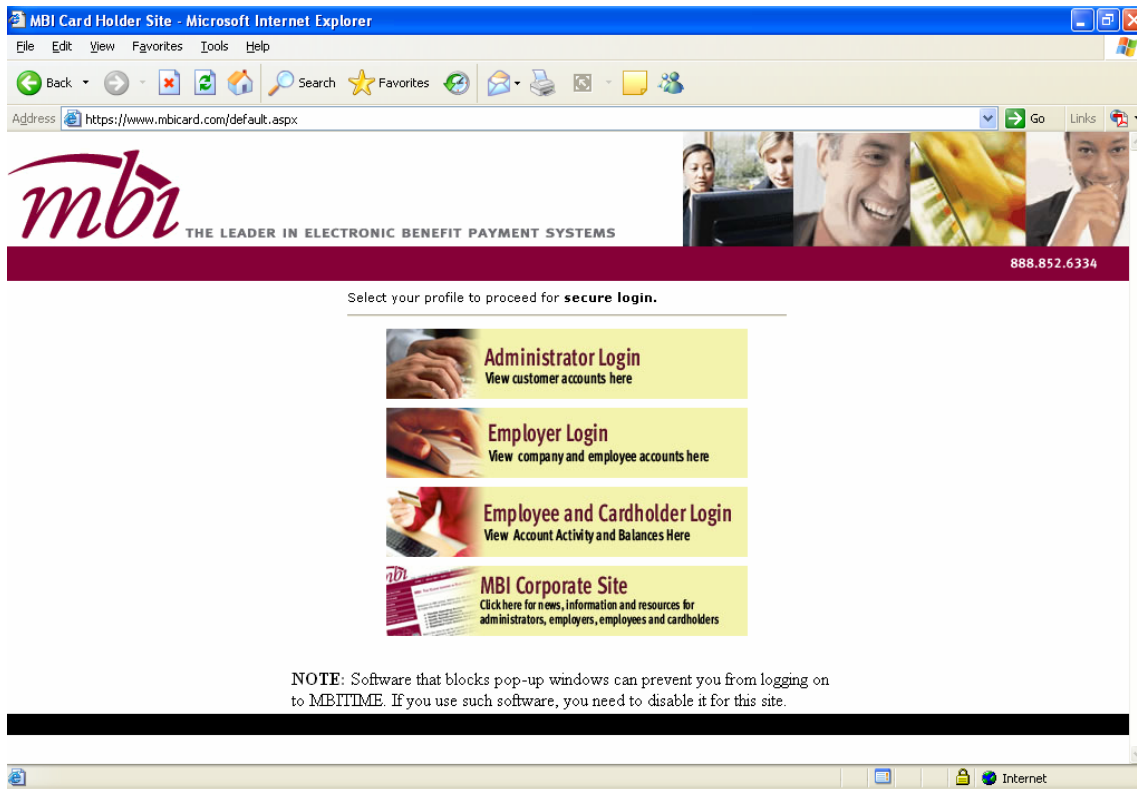 MBI Card Holder Site - Microsoft Internet Explorer
File Edit View Favorites Tools Help
Back Search Favorites
Address https://www.mbicard.com/default.aspx Go Links
mbi THE LEADER IN ELECTRONIC BENEFIT PAYMENT SYSTEMS
888.852.6334
Select your profile to proceed for secure login.
Administrator Login
View customer accounts here
Employer Login
View company and employee accounts here
Employee and Cardholder Login
View Account Activity and Balances Here
mbi
MBI Corporate Site
Click here for news, information and resources for
administrators, employers, employees and cardholders
NOTE: Software that blocks pop-up windows can prevent you from logging on
to MBITIME. If you use such software, you need to disable it for this site.
Internet